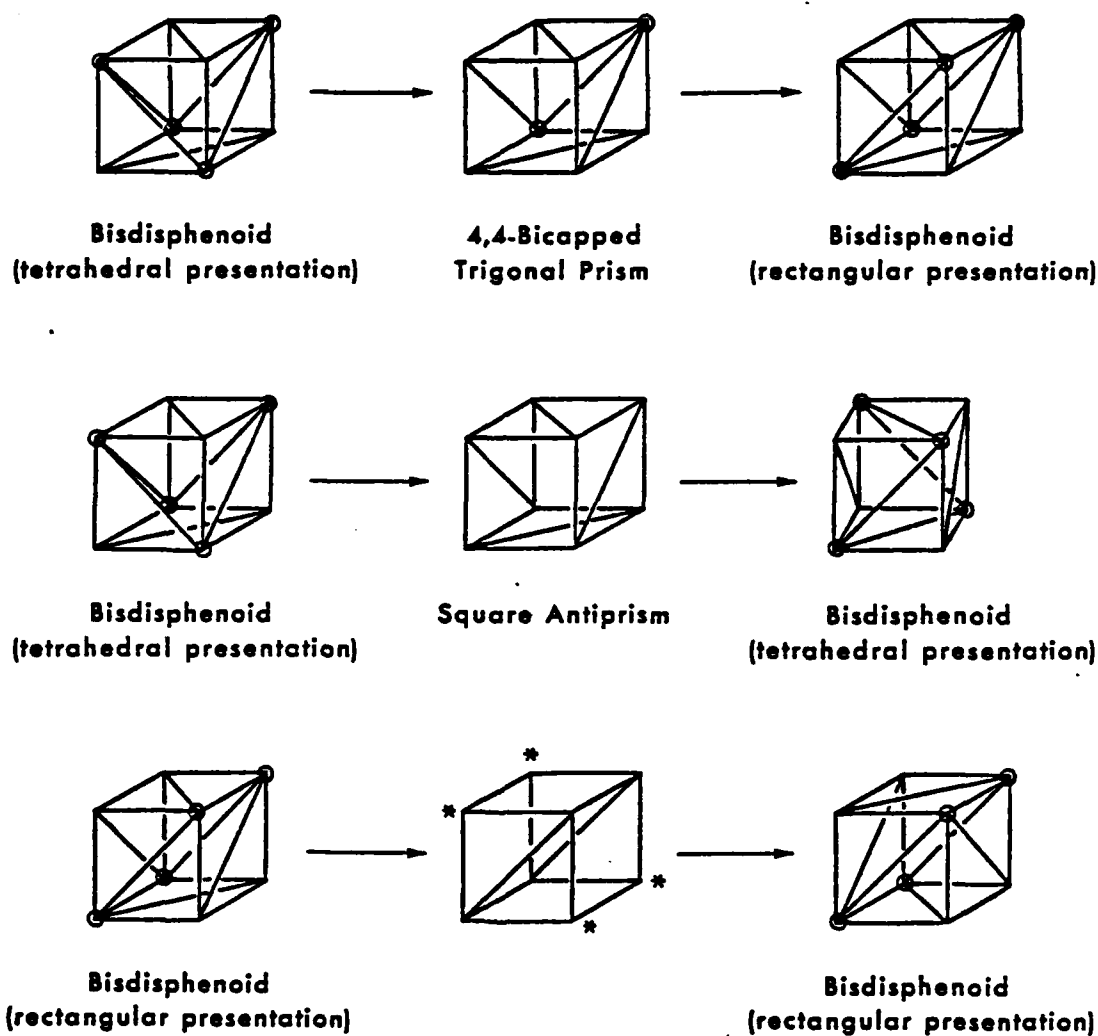 Bisdisphenoid
(tetrahedral presentation)
4,4-Bicapped
Trigonal Prism
Bisdisphenoid
(rectangular presentation)
Bisdisphenoid
(tetrahedral presentation)
Square Antiprism
Bisdisphenoid
(tetrahedral presentation)
*
*
*
*
Bisdisphenoid
(rectangular presentation)
Bisdisphenoid
(rectangular presentation)